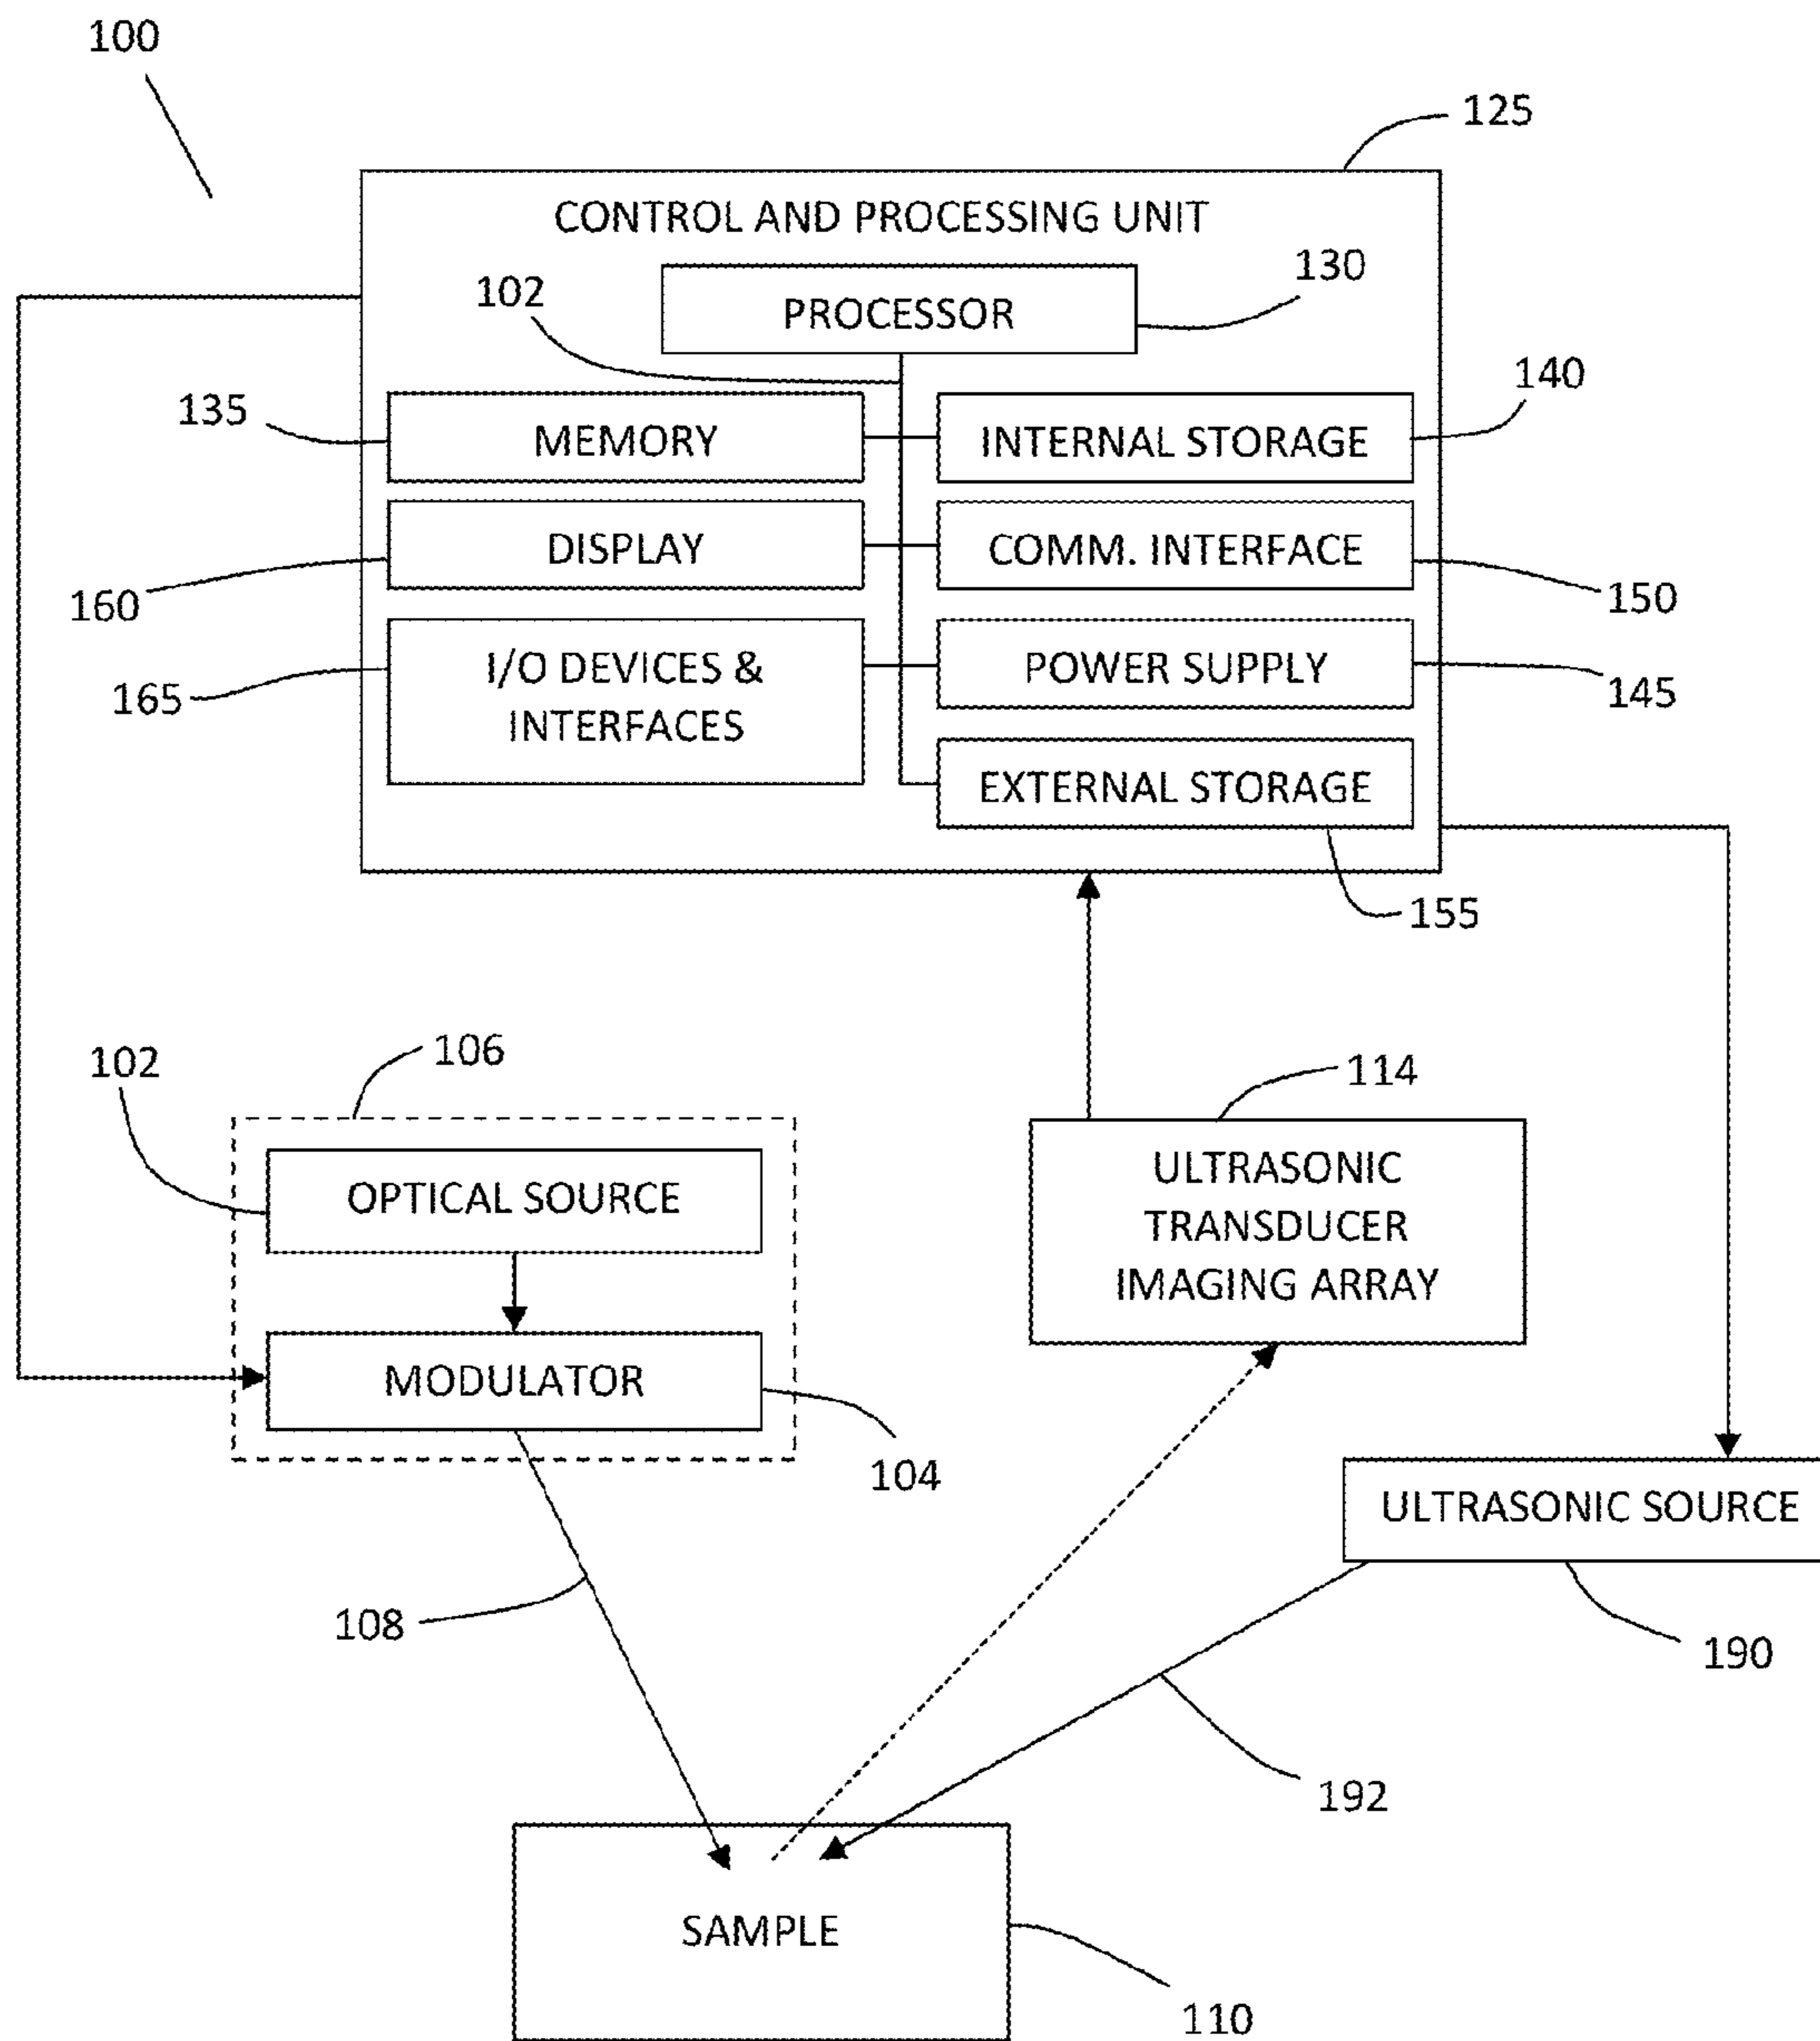 100
125
CONTROL AND PROCESSING UNIT
102
PROCESSOR
130
135
MEMORY
INTERNAL STORAGE
140
160
DISPLAY
COMM. INTERFACE
150
165
I/O DEVICES &
INTERFACES
POWER SUPPLY
145
EXTERNAL STORAGE
155
102
106
OPTICAL SOURCE
MODULATOR
104
114
ULTRASONIC
TRANSDUCER
IMAGING ARRAY
ULTRASONIC SOURCE
190
108
192
SAMPLE
110